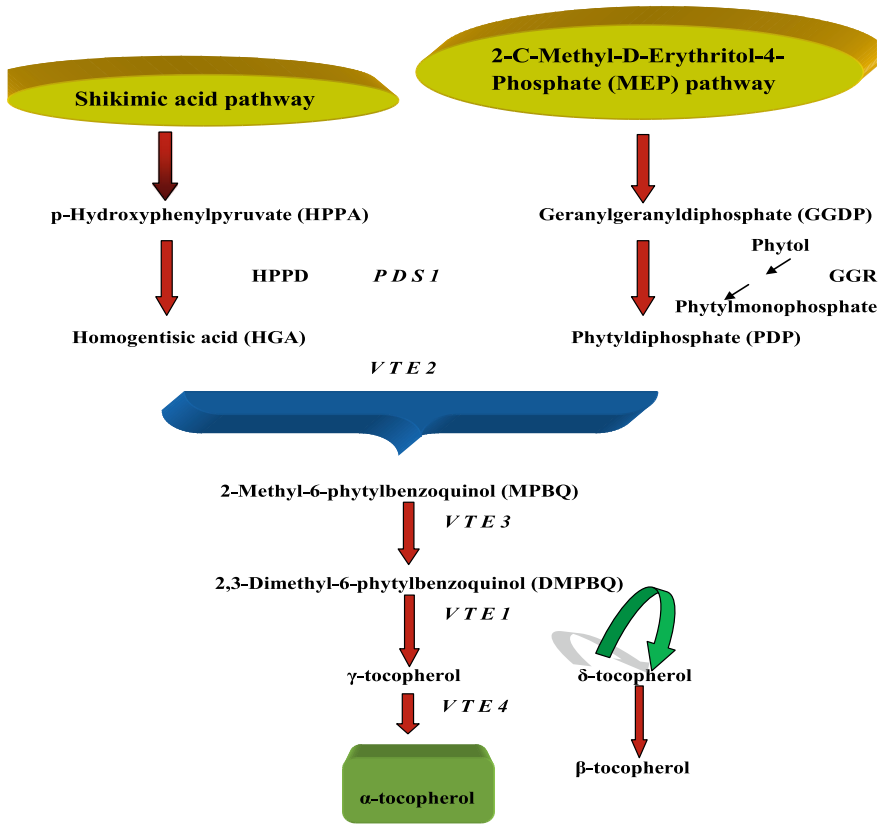 Shikimic acid pathway
2-C-Methyl-D-Erythritol-4-
Phosphate (MEP) pathway
p-Hydroxyphenylpyruvate (HPPA)
Geranylgeranyldiphosphate (GGDP)
Phytol
HPPD
PDS1
GGR
Phytylmonophosphate
Homogentisic acid (HGA)
Phytyldiphosphate (PDP)
VTE2
2-Methyl-6-phytylbenzoquinol (MPBQ)
VTE3
2,3-Dimethyl-6-phytylbenzoquinol (DMPBQ)
VTE1
γ-tocopherol
δ-tocopherol
VTE4
β-tocopherol
α-tocopherol